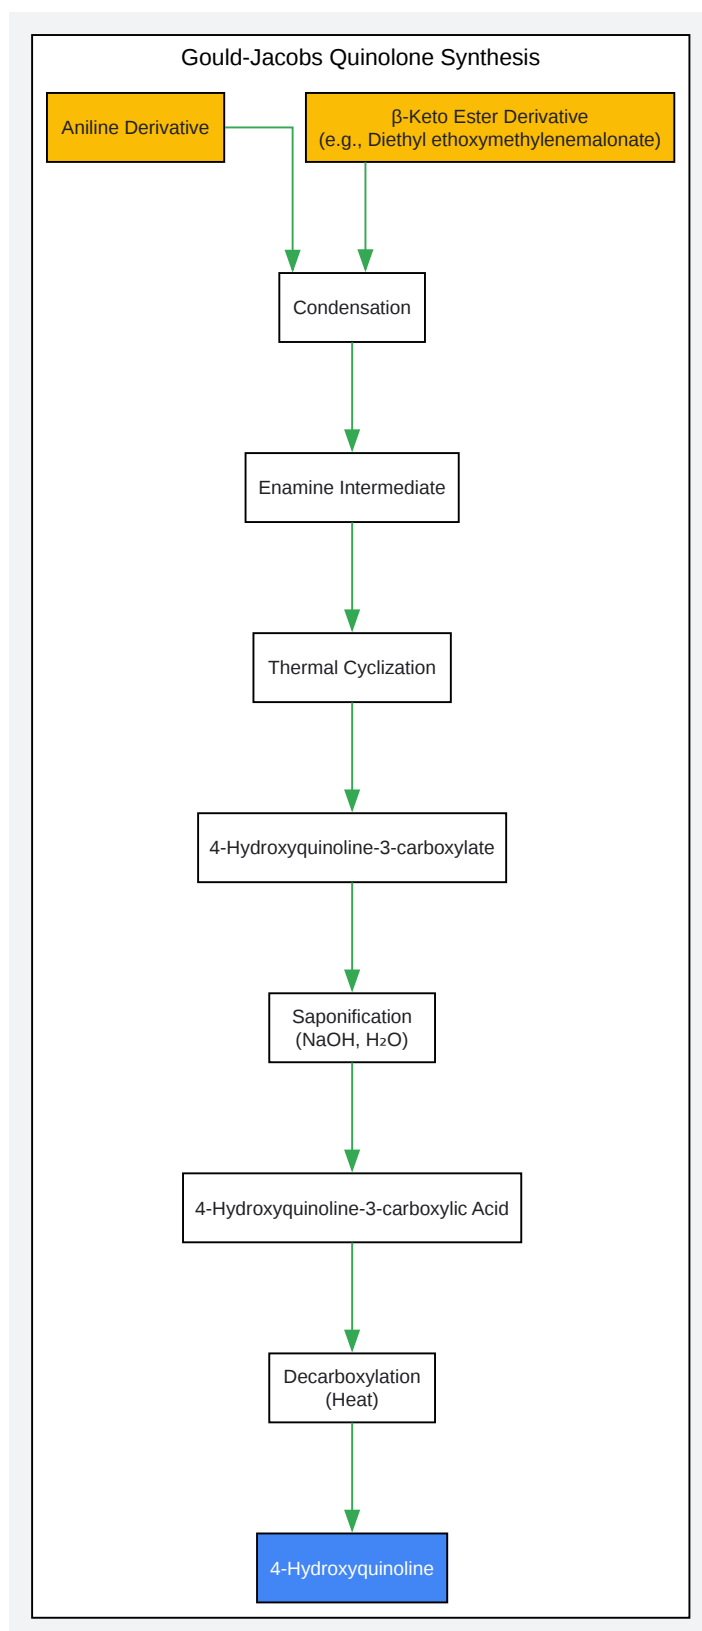 Gould-Jacobs Quinolone Synthesis
Aniline Derivative
β-Keto Ester Derivative
(e.g., Diethyl ethoxymethylenemalonate)
Condensation
Enamine Intermediate
Thermal Cyclization
4-Hydroxyquinoline-3-carboxylate
Saponification
(NaOH, H₂O)
4-Hydroxyquinoline-3-carboxylic Acid
Decarboxylation
(Heat)
4-Hydroxyquinoline